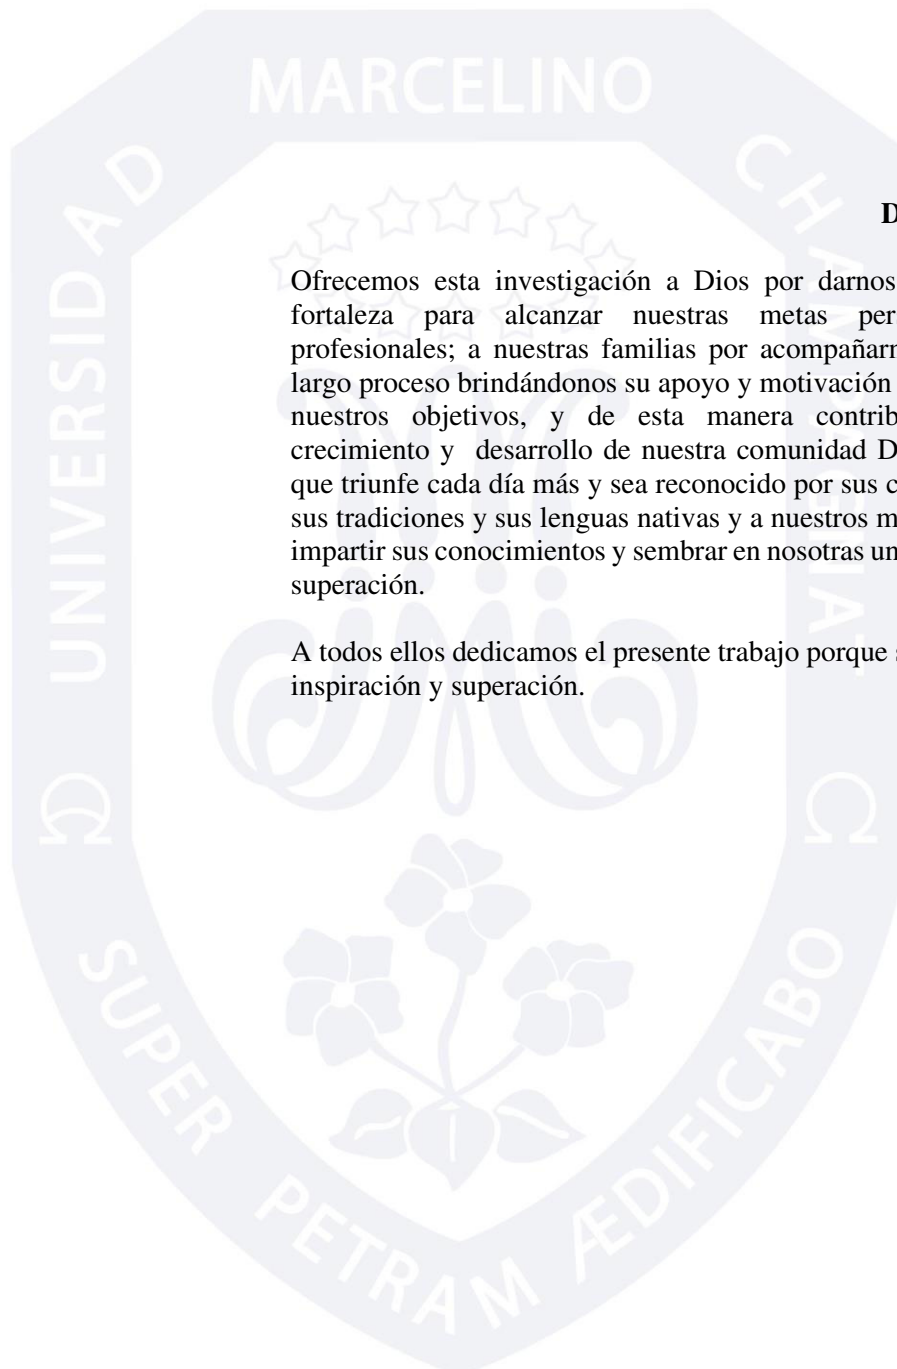 MARCELINO
UNIVERSIDAD
CHAMPAGNAT
D
Ofrecemos esta investigación a Dios por darnos
fortaleza para alcanzar nuestras metas per
profesionales; a nuestras familias por acompañarn
largo proceso brindándonos su apoyo y motivación
nuestros objetivos, y de esta manera contrib
crecimiento y desarrollo de nuestra comunidad D
que triunfe cada día más y sea reconocido por sus c
sus tradiciones y sus lenguas nativas y a nuestros m
impartir sus conocimientos y sembrar en nosotras un
superación.
A todos ellos dedicamos el presente trabajo porque s
inspiración y superación.
SUPER PETRAM ÆDIFICABO